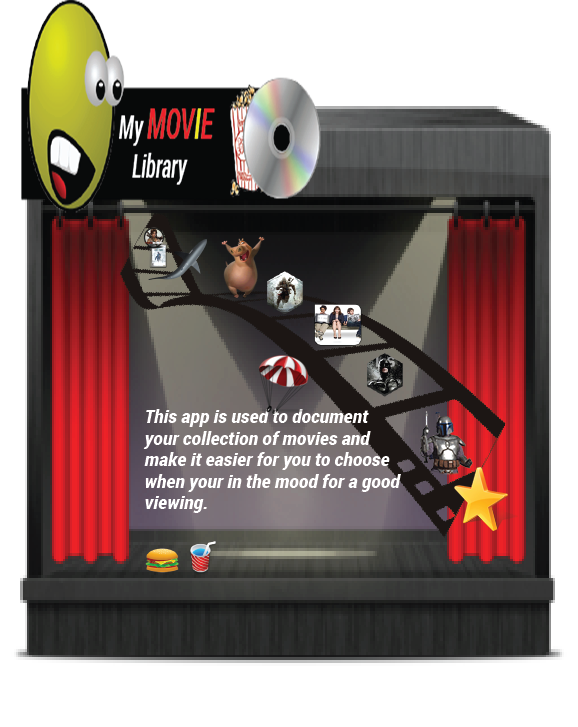 My MOVIE
Library
This app is used to document
your collection of movies and
make it easier for you to choose
when your in the mood for a good
viewing.